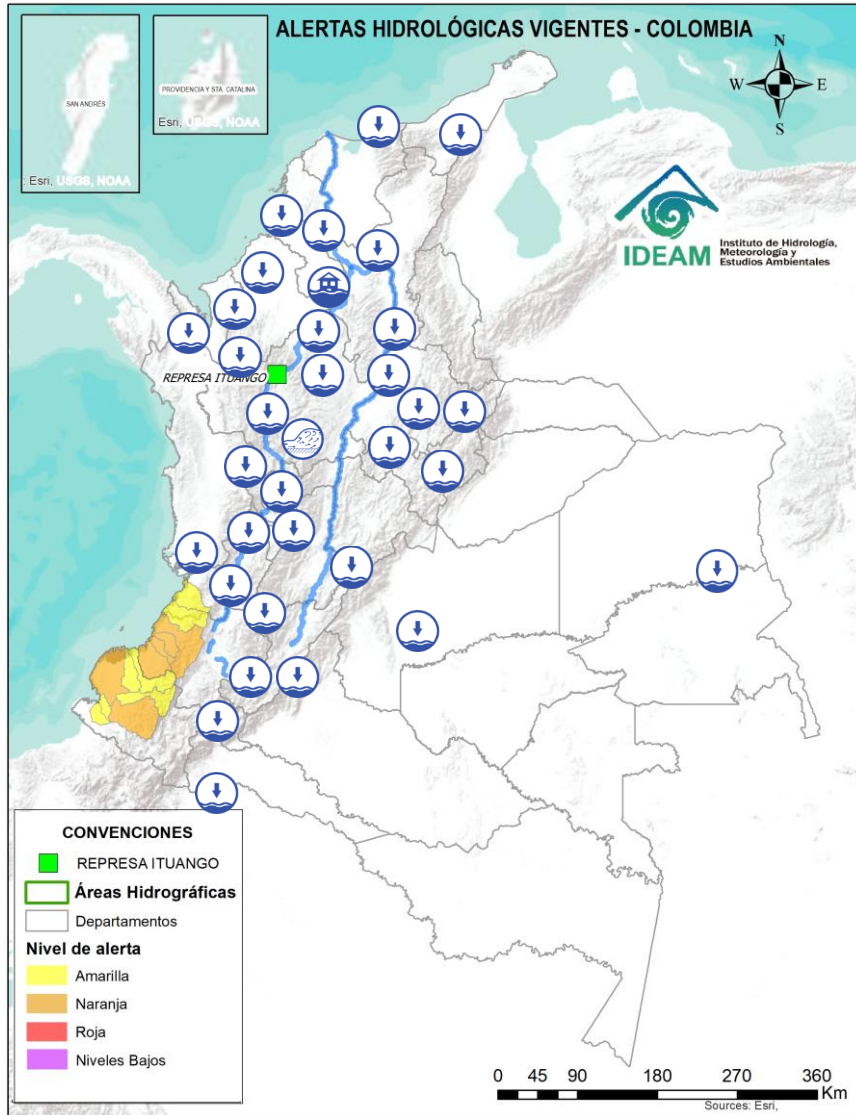 ALERTAS HIDROLÓGICAS VIGENTES - COLOMBIA
SAN ANDRÉS
: Esri, USGS, NOAA
PROVIDENCIA Y STA. CATALINA
Esri, USGS, NOAA
N
W E
S
IDEAM
Instituto de Hidrología,
Meteorología y
Estudios Ambientales
REPRESA ITUANGO
CONVENCIONES
REPRESA ITUANGO
Áreas Hidrográficas
Departamentos
Nivel de alerta
Amarilla
Naranja
Roja
Niveles Bajos
0 45 90 180 270 360
Km
Sources: Esri,